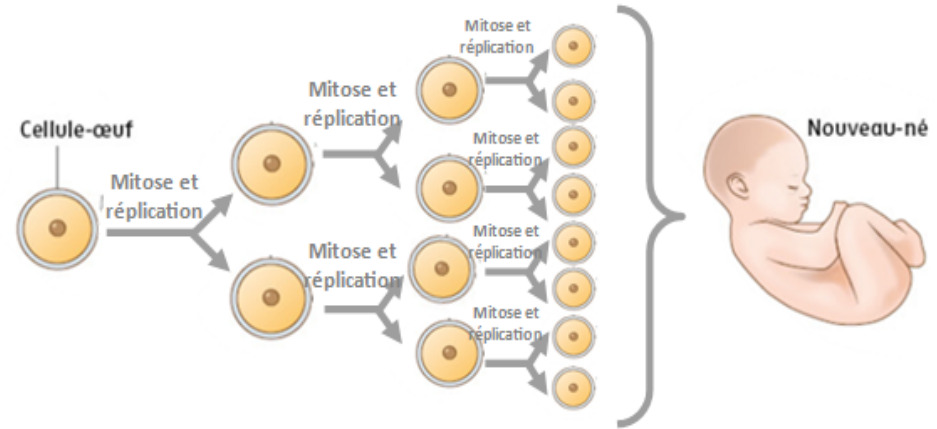 Cellule-œuf
Mitose et
réplication
Mitose et
réplication
Mitose et
réplication
Mitose et
réplication
Mitose et
réplication
Mitose et
réplication
Mitose et
réplication
Nouveau-né